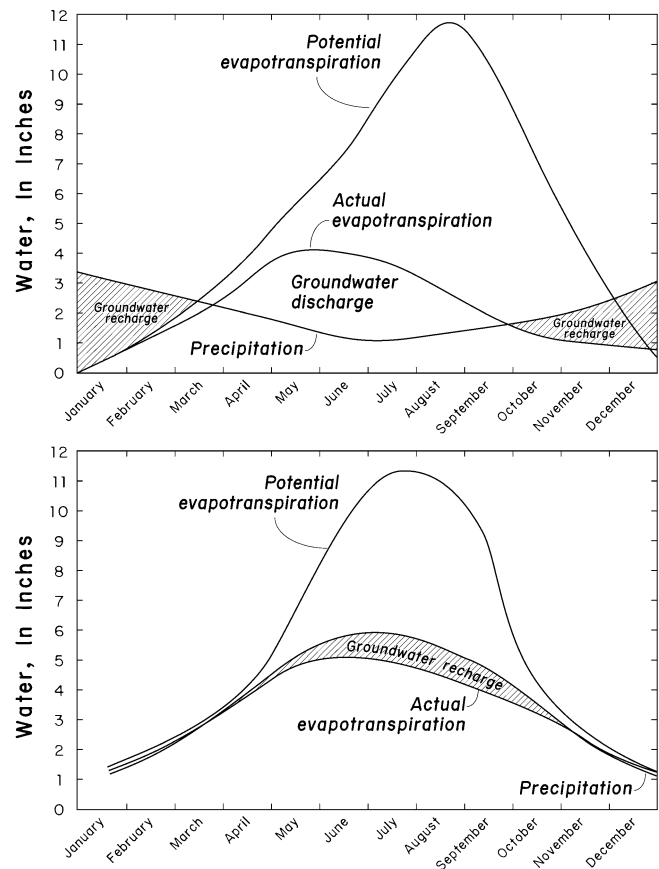 12
11
10
9
8
7
6
5
4
3
2
1
0
Water, In Inches
Potential
evapotranspiration
Actual
evapotranspiration
Groundwater
discharge
Groundwater
recharge
Groundwater
recharge
Precipitation
January
February
March
April
May
June
July
August
September
October
November
December
12
11
10
9
8
7
6
5
4
3
2
1
0
Water, In Inches
Potential
evapotranspiration
Groundwater recharge
Actual
evapotranspiration
Precipitation
January
February
March
April
May
June
July
August
September
October
November
December